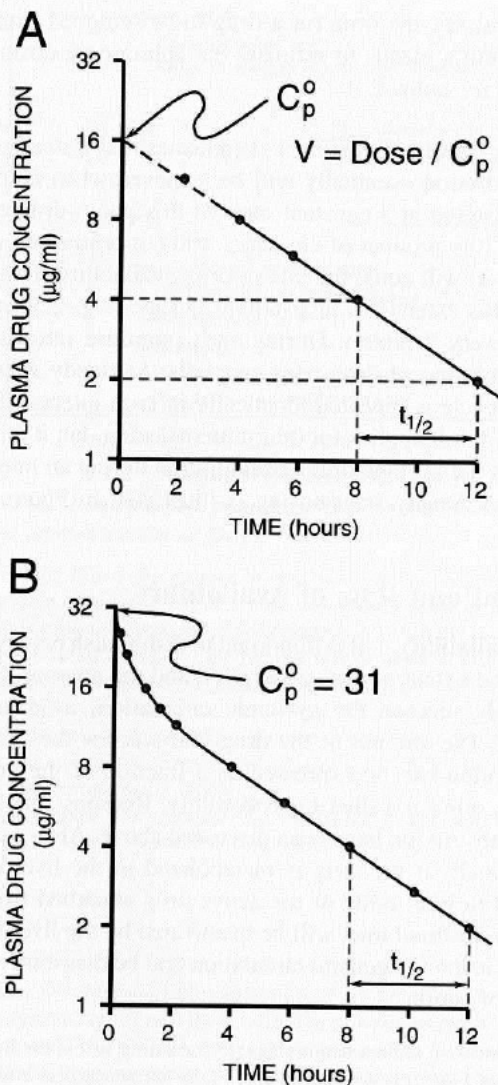 A
PLASMA DRUG CONCENTRATION
(µg/ml)
32
16
8
4
2
1
C°p
V = Dose / C°p
t1/2
0
2
4
6
8
10
12
TIME (hours)
B
PLASMA DRUG CONCENTRATION
(µg/ml)
32
16
8
4
2
1
C°p = 31
t1/2
0
2
4
6
8
10
12
TIME (hours)